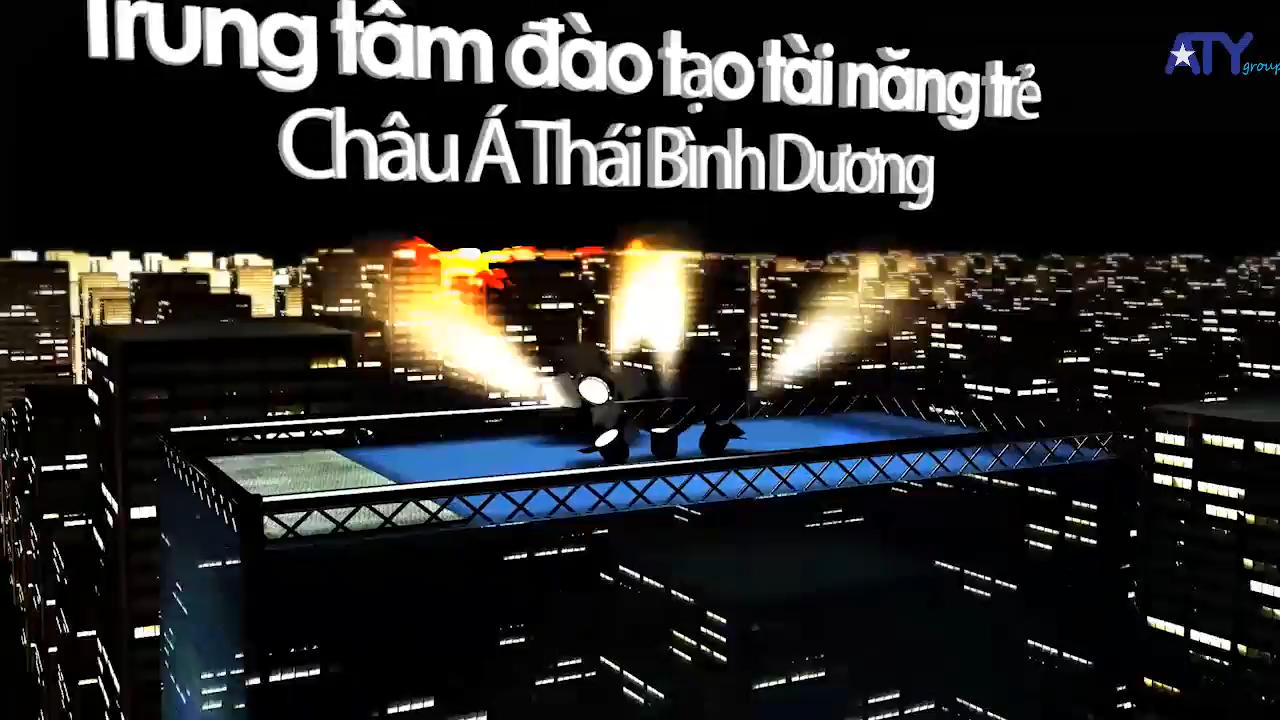 Trung tâm đào tạo tài năng trẻ
Châu Á Thái Bình Dương
ATY
group